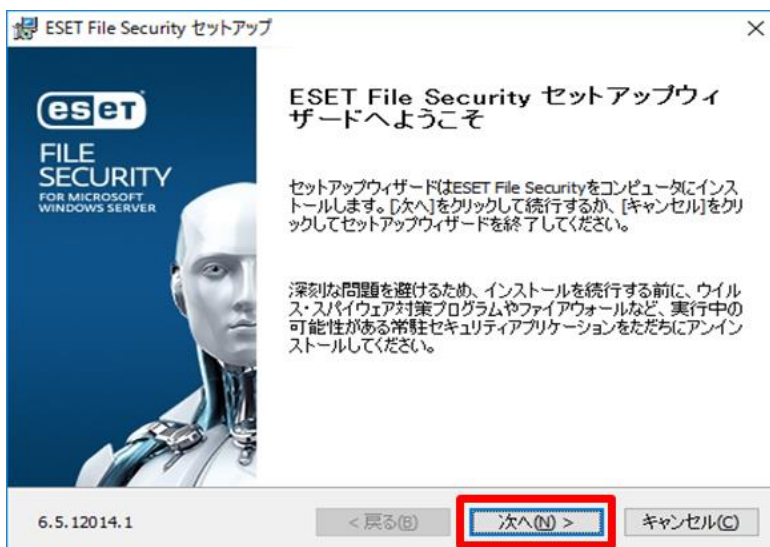 ESET File Security セットアップ
eset
FILE
SECURITY
FOR MICROSOFT
WINDOWS SERVER
ESET File Security セットアップウィ
ザードへようこそ
セットアップウィザードはESET File Securityをコンピュータにインス
トールします。[次へ]をクリックして続行するか、[キャンセル]をクリ
ックしてセットアップウィザードを終了してください。
深刻な問題を避けるため、インストールを続行する前に、ウイル
ス・スパイウェア対策プログラムやファイアウォールなど、実行中の
可能性がある常駐セキュリティアプリケーションをただちにアンイン
ストールしてください。
6.5.12014.1
< 戻る(B)
次へ(N) >
キャンセル(C)